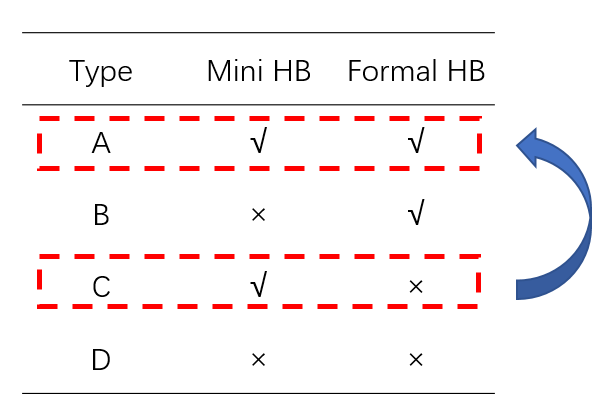 Type Mini HB Formal HB
A √ √
B × √
C √ ×
D × ×